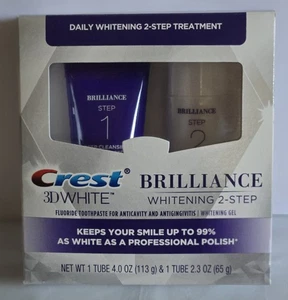 DAILY WHITENING 2-STEP TREATMENT
BRILLIANCE
STEP
1
BRILLIANCE
STEP
2
Crest
3DWHITE™
BRILLIANCE
WHITENING 2-STEP
FLUORIDE TOOTHPASTE FOR ANTICAVITY AND ANTIGINGIVITIS | WHITENING GEL
KEEPS YOUR SMILE UP TO 99%
AS WHITE AS A PROFESSIONAL POLISH*
NET WT 1 TUBE 4.0 OZ (113 g) & 1 TUBE 2.3 OZ (65 g)